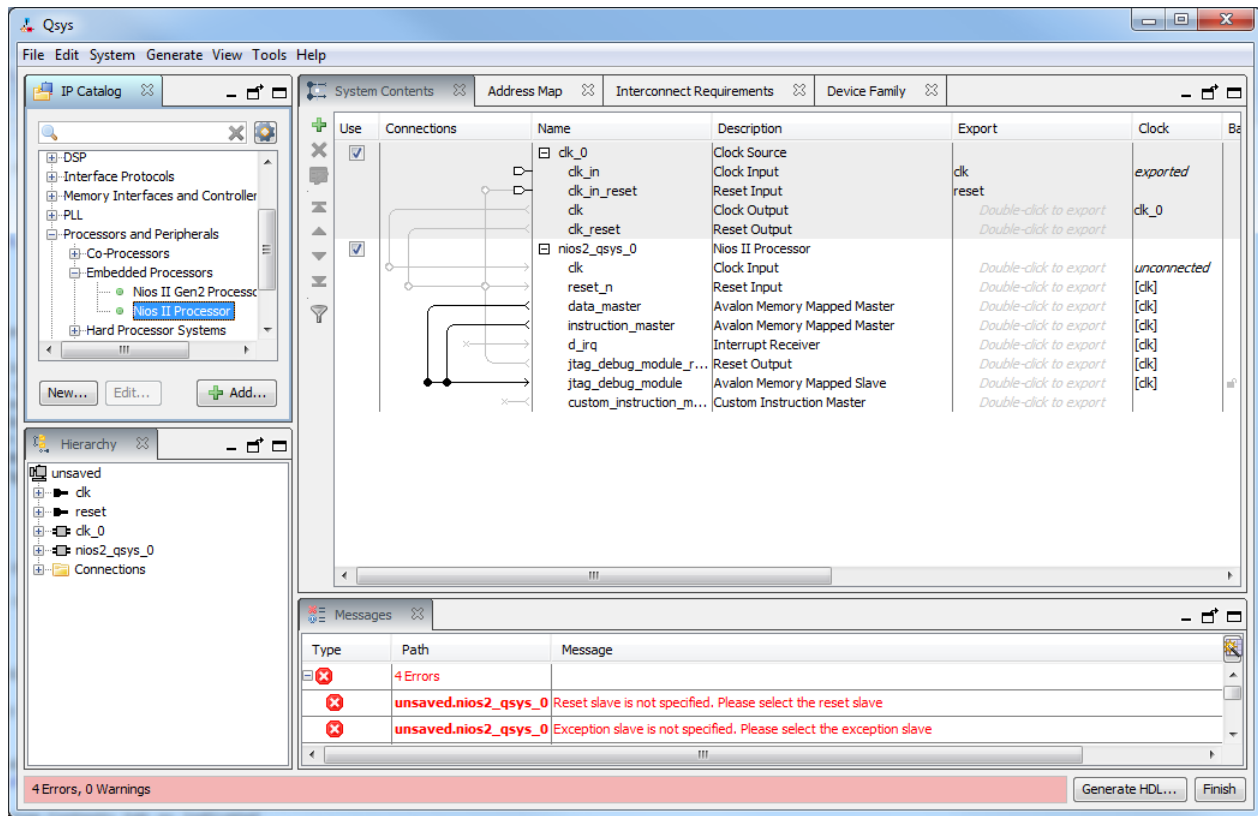 Qsys
File Edit System Generate View Tools Help
IP Catalog
DSP
Interface Protocols
Memory Interfaces and Controller
PLL
Processors and Peripherals
Co-Processors
Embedded Processors
Nios II Gen2 Processo
Nios II Processor
Hard Processor Systems
New... Edit... Add...
Hierarchy
unsaved
clk
reset
clk_0
nios2_qsys_0
Connections
System Contents Address Map Interconnect Requirements Device Family
Use Connections Name Description Export Clock Ba
clk_0 Clock Source
clk_in Clock Input clk exported
clk_in_reset Reset Input reset
clk Clock Output Double-click to export clk_0
clk_reset Reset Output Double-click to export
nios2_qsys_0 Nios II Processor
clk Clock Input Double-click to export unconnected
reset_n Reset Input Double-click to export [clk]
data_master Avalon Memory Mapped Master Double-click to export [clk]
instruction_master Avalon Memory Mapped Master Double-click to export [clk]
d_irq Interrupt Receiver Double-click to export [clk]
jtag_debug_module_r... Reset Output Double-click to export [clk]
jtag_debug_module Avalon Memory Mapped Slave Double-click to export [clk]
custom_instruction_m... Custom Instruction Master Double-click to export
Messages
Type Path Message
4 Errors
unsaved.nios2_qsys_0 Reset slave is not specified. Please select the reset slave
unsaved.nios2_qsys_0 Exception slave is not specified. Please select the exception slave
4 Errors, 0 Warnings
Generate HDL... Finish